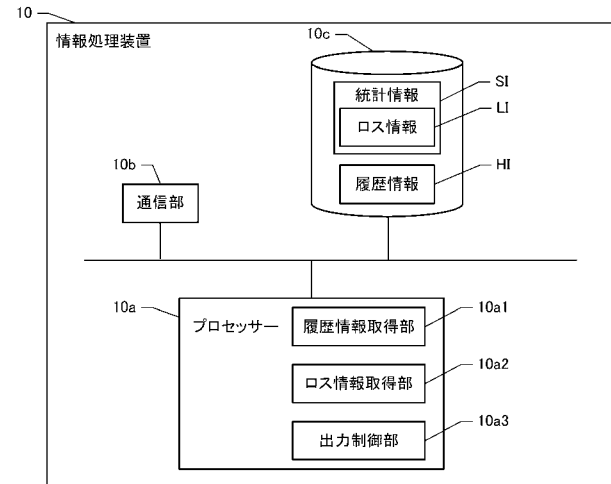 10
情報処理装置
10c
統計情報
SI
ロス情報
LI
履歴情報
HI
10b
通信部
10a
プロセッサー
履歴情報取得部
10a1
ロス情報取得部
10a2
出力制御部
10a3